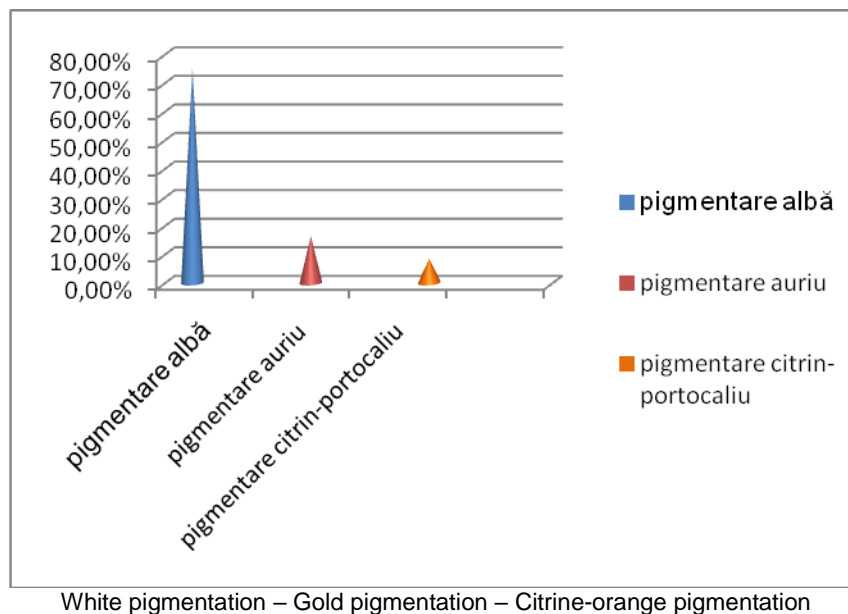 80,00%
70,00%
60,00%
50,00%
40,00%
30,00%
20,00%
10,00%
0,00%
pigmentare albă
pigmentare auriu
pigmentare citrin-portocaliu
pigmentare albă
pigmentare auriu
pigmentare citrin-
portocaliu
White pigmentation – Gold pigmentation – Citrine-orange pigmentation